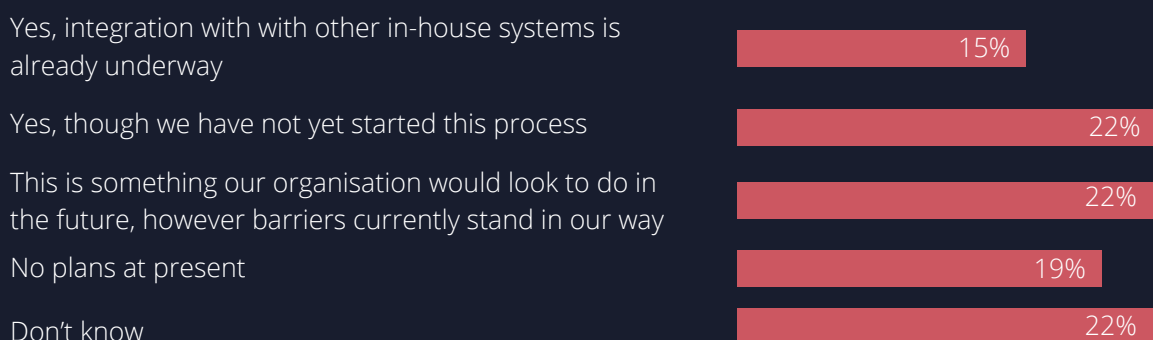 Yes, integration with with other in-house systems is
already underway
15%
Yes, though we have not yet started this process
22%
This is something our organisation would look to do in
the future, however barriers currently stand in our way
22%
No plans at present
19%
Don’t know
22%